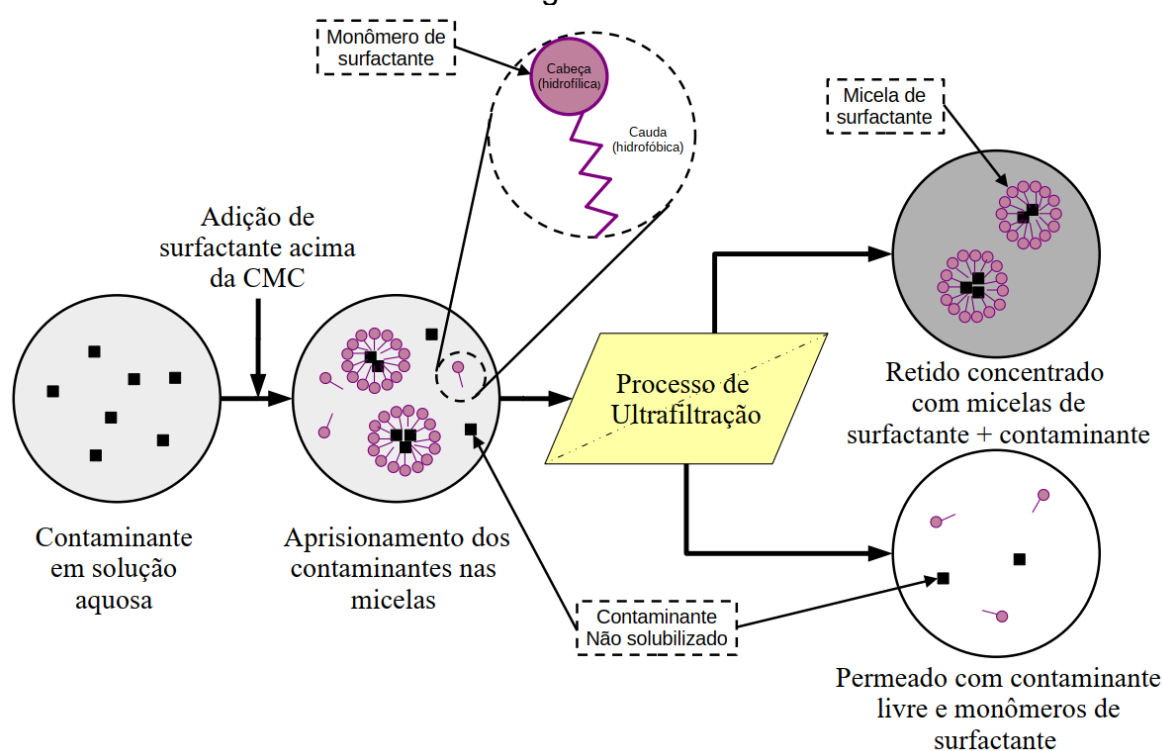 Monômero de
surfactante
Cabeça
(hidrofílica)
Cauda
(hidrofóbica)
Micela de
surfactante
Adição de
surfactante acima
da CMC
Processo de
Ultrafiltração
Retido concentrado
com micelas de
surfactante + contaminante
Contaminante
em solução
aquosa
Aprisionamento dos
contaminantes nas
micelas
Contaminante
Não solubilizado
Permeado com contaminante
livre e monômeros de
surfactante